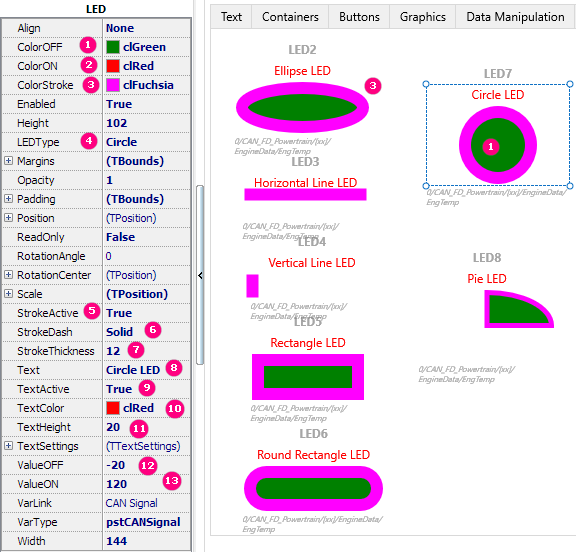 LED
Align None
ColorOFF 1 clGreen
ColorON 2 clRed
ColorStroke 3 clFuchsia
Enabled True
Height 102
LEDType 4 Circle
Margins (TBounds)
Opacity 1
Padding (TBounds)
Position (TPosition)
ReadOnly False
RotationAngle 0
RotationCenter (TPosition)
Scale (TPosition)
StrokeActive 5 True
StrokeDash Solid 6
StrokeThickness 12 7
Text Circle LED 8
TextActive True 9
TextColor clRed 10
TextHeight 20 11
TextSettings (TTextSettings)
ValueOFF -20 12
ValueON 120 13
VarLink CAN Signal
VarType pstCANSignal
Width 144
Text Containers Buttons Graphics Data Manipulation
LED2
Ellipse LED
3
0/CAN_FD_Powertrain/[xx]/
EngineData/EngTemp
LED3
Horizontal Line LED
0/CAN_FD_Powertrain/[xx]/
EngineData/EngTemp
LED4
Vertical Line LED
0/CAN_FD_Powertrain/[xx]/
EngineData/EngTemp
LED5
Rectangle LED
0/CAN_FD_Powertrain/[xx]/
EngineData/EngTemp
LED6
Round Rectangle LED
0/CAN_FD_Powertrain/[xx]/EngineData/
EngTemp
LED7
Circle LED
1
0/CAN_FD_Powertrain/[xx]/
EngineData/EngTemp
LED8
Pie LED
0/CAN_FD_Powertrain/[xx]/
EngineData/EngTemp